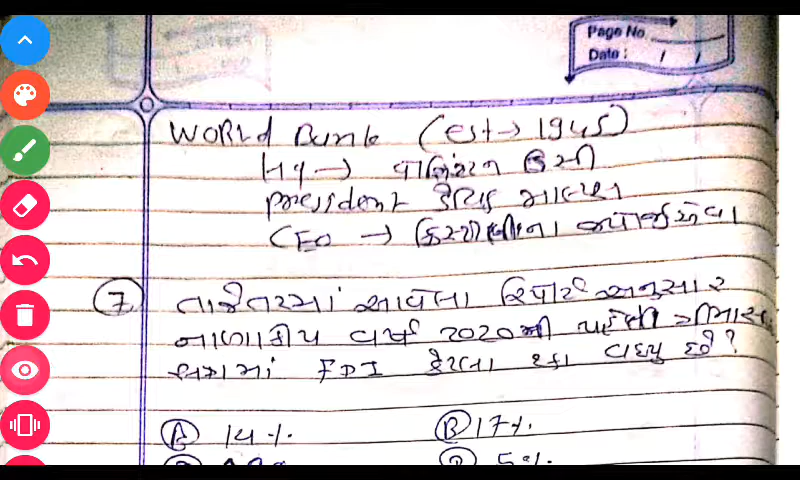 Page No
Date : / /
WORLD Bank (est → 1945)
Hq → વોશિંગ્ટન ડીસી
president ડેવિડ માલ્પાસ
CEO → ક્રિસ્ટાલીના
7 તાજેતરમાં આવેલા રિપોર્ટ અનુસાર
નાણાકીય વર્ષ 2020ની પહેલી
FDI કેટલા ટકા વધ્યુ છે?
A 14%. B 17%.
D 5%.